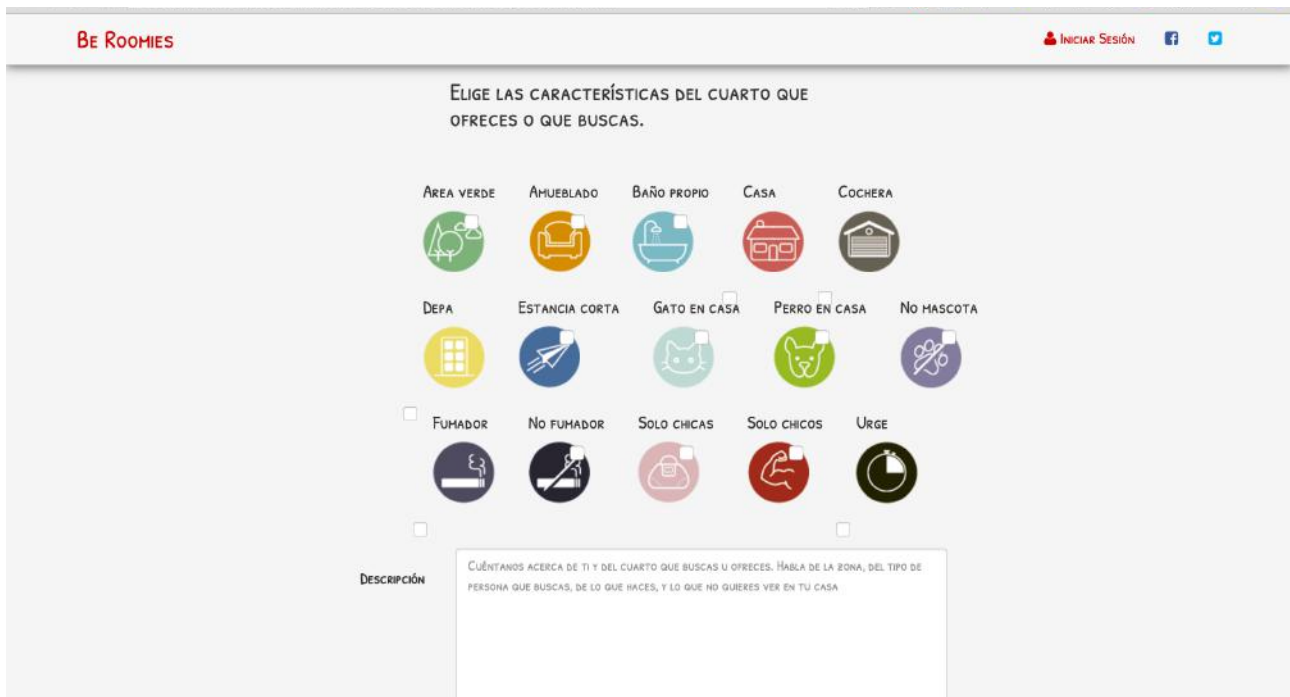 Be Roomies
Iniciar Sesión
Elige las características del cuarto que
ofreces o que buscas.
Area verde Amueblado Baño propio Casa Cochera
Depa Estancia corta Gato en casa Perro en casa No mascota
Fumador No fumador Solo chicas Solo chicos Urge
Descripción
Cuéntanos acerca de ti y del cuarto que buscas u ofreces. Habla de la zona, del tipo de
persona que buscas, de lo que haces, y lo que no quieres ver en tu casa